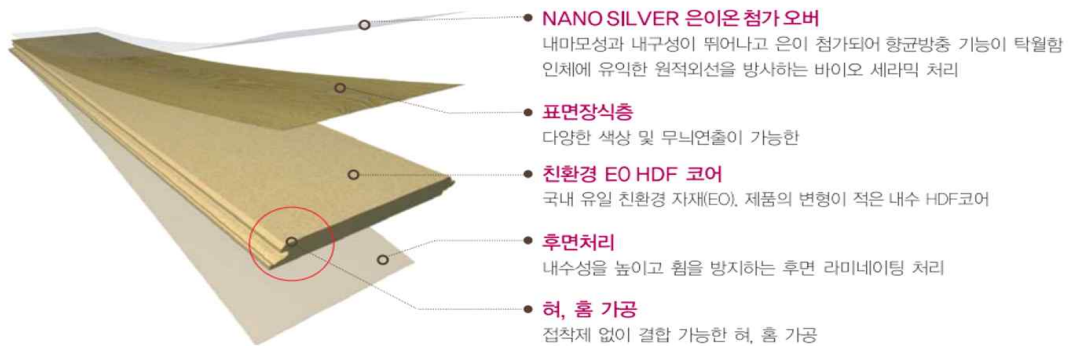 NANO SILVER 은이온 첨가 오버
내마모성과 내구성이 뛰어나고 은이 첨가되어 향균방충 기능이 탁월함
인체에 유익한 원적외선을 방사하는 바이오 세라믹 처리
표면장식층
다양한 색상 및 무늬연출이 가능한
친환경 E0 HDF 코어
국내 유일 친환경 자재(EO). 제품의 변형이 적은 내수 HDF코어
후면처리
내수성을 높이고 휨을 방지하는 후면 라미네이팅 처리
혀, 홈 가공
접착제 없이 결합 가능한 혀, 홈 가공